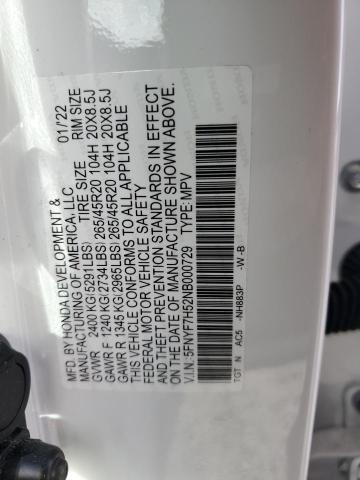 MFD. BY HONDA DEVELOPMENT & 01/22
MANUFACTURING OF AMERICA, LLC
TIRE SIZE RIM SIZE
GVWR 2400 KG(5291LBS)
GAWR F 1240 KG(2734LBS) 265/45R20 104H 20X8.5J
GAWR R 1345 KG(2965LBS) 265/45R20 104H 20X8.5J
THIS VEHICLE CONFORMS TO ALL APPLICABLE
FEDERAL MOTOR VEHICLE SAFETY
AND THEFT PREVENTION STANDARDS IN EFFECT
ON THE DATE OF MANUFACTURE SHOWN ABOVE.
V.I.N.: 5FNYF7H52NB000729 TYPE: MPV
TGT N AC5 -NH883P -W -B